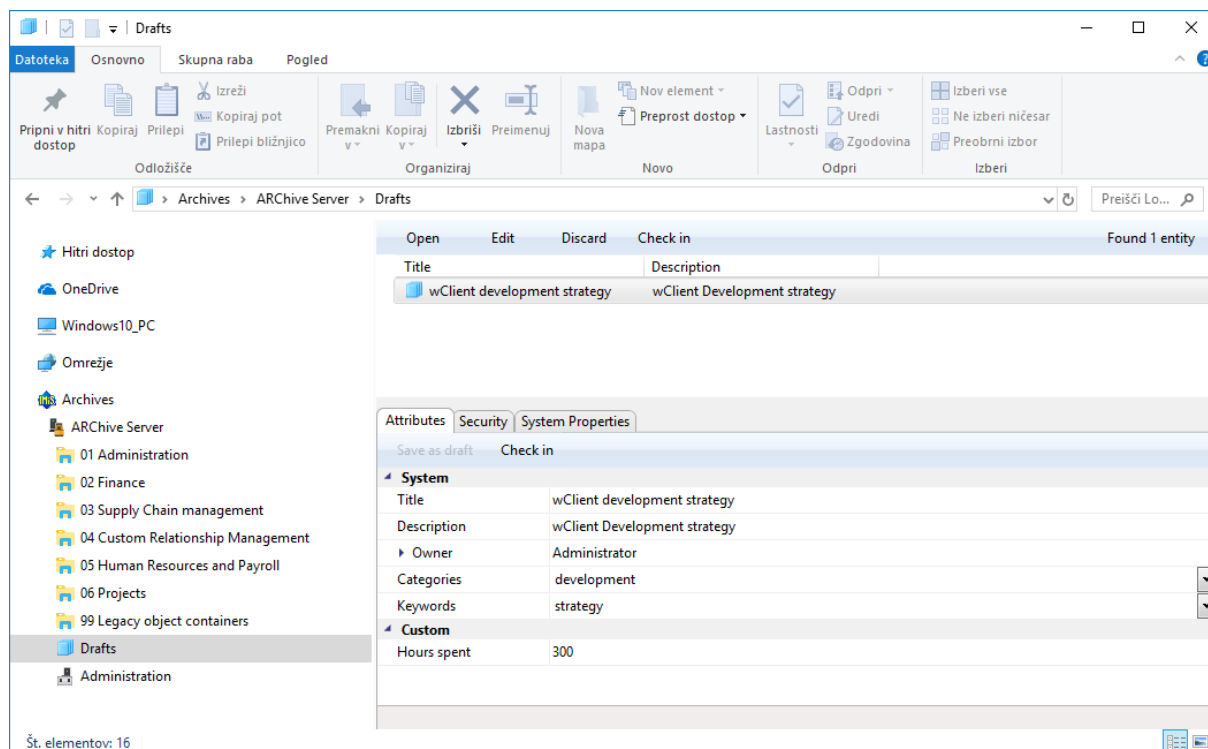 Drafts
Datoteka Osnovno Skupna raba Pogled
Pripni v hitri dostop
Kopiraj
Prilepi
Izreži
Kopiraj pot
Prilepi bližnjico
Odložišče
Premakni v
Kopiraj v
Izbriši
Preimenuj
Organiziraj
Nova mapa
Nov element
Preprost dostop
Novo
Lastnosti
Odpri
Uredi
Zgodovina
Odpri
Izberi vse
Ne izberi ničesar
Preobrni izbor
Izberi
Archives > ARChive Server > Drafts
Preišči Lo...
Hitri dostop
OneDrive
Windows10_PC
Omrežje
Archives
ARChive Server
01 Administration
02 Finance
03 Supply Chain management
04 Custom Relationship Management
05 Human Resources and Payroll
06 Projects
99 Legacy object containers
Drafts
Administration
Open Edit Discard Check in Found 1 entity
Title Description
wClient development strategy wClient Development strategy
Attributes Security System Properties
Save as draft Check in
System
Title wClient development strategy
Description wClient Development strategy
Owner Administrator
Categories development
Keywords strategy
Custom
Hours spent 300
Št. elementov: 16